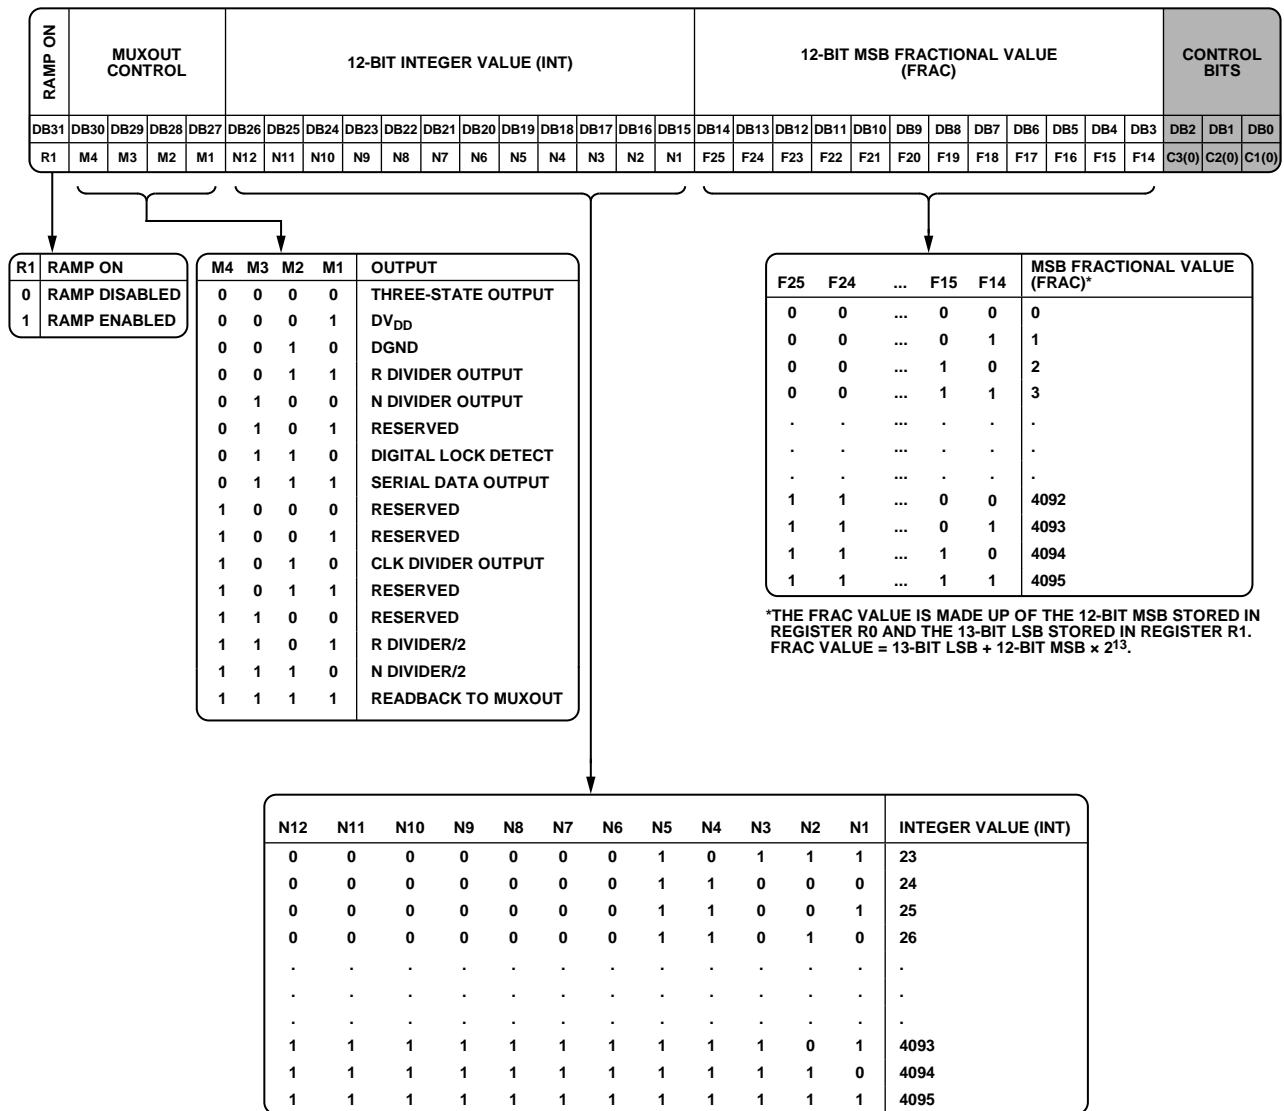 RAMP ON
MUXOUT
CONTROL
12-BIT INTEGER VALUE (INT)
12-BIT MSB FRACTIONAL VALUE
(FRAC)
CONTROL
BITS
DB31 DB30 DB29 DB28 DB27 DB26 DB25 DB24 DB23 DB22 DB21 DB20 DB19 DB18 DB17 DB16 DB15 DB14 DB13 DB12 DB11 DB10 DB9 DB8 DB7 DB6 DB5 DB4 DB3 DB2 DB1 DB0
R1 M4 M3 M2 M1 N12 N11 N10 N9 N8 N7 N6 N5 N4 N3 N2 N1 F25 F24 F23 F22 F21 F20 F19 F18 F17 F16 F15 F14 C3(0) C2(0) C1(0)
R1 RAMP ON
0 RAMP DISABLED
1 RAMP ENABLED
M4 M3 M2 M1 OUTPUT
0 0 0 0 THREE-STATE OUTPUT
0 0 0 1 DVDD
0 0 1 0 DGND
0 0 1 1 R DIVIDER OUTPUT
0 1 0 0 N DIVIDER OUTPUT
0 1 0 1 RESERVED
0 1 1 0 DIGITAL LOCK DETECT
0 1 1 1 SERIAL DATA OUTPUT
1 0 0 0 RESERVED
1 0 0 1 RESERVED
1 0 1 0 CLK DIVIDER OUTPUT
1 0 1 1 RESERVED
1 1 0 0 RESERVED
1 1 0 1 R DIVIDER/2
1 1 1 0 N DIVIDER/2
1 1 1 1 READBACK TO MUXOUT
F25 F24 ... F15 F14 MSB FRACTIONAL VALUE
(FRAC)*
0 0 ... 0 0 0
0 0 ... 0 1 1
0 0 ... 1 0 2
0 0 ... 1 1 3
. . ... . . .
. . ... . . .
. . ... . . .
1 1 ... 0 0 4092
1 1 ... 0 1 4093
1 1 ... 1 0 4094
1 1 ... 1 1 4095
*THE FRAC VALUE IS MADE UP OF THE 12-BIT MSB STORED IN
REGISTER R0 AND THE 13-BIT LSB STORED IN REGISTER R1.
FRAC VALUE = 13-BIT LSB + 12-BIT MSB × 2¹³.
N12 N11 N10 N9 N8 N7 N6 N5 N4 N3 N2 N1 INTEGER VALUE (INT)
0 0 0 0 0 0 0 1 0 1 1 1 23
0 0 0 0 0 0 0 1 1 0 0 0 24
0 0 0 0 0 0 0 1 1 0 0 1 25
0 0 0 0 0 0 0 1 1 0 1 0 26
. . . . . . . . . . . . .
. . . . . . . . . . . . .
. . . . . . . . . . . . .
1 1 1 1 1 1 1 1 1 1 0 1 4093
1 1 1 1 1 1 1 1 1 1 1 0 4094
1 1 1 1 1 1 1 1 1 1 1 1 4095